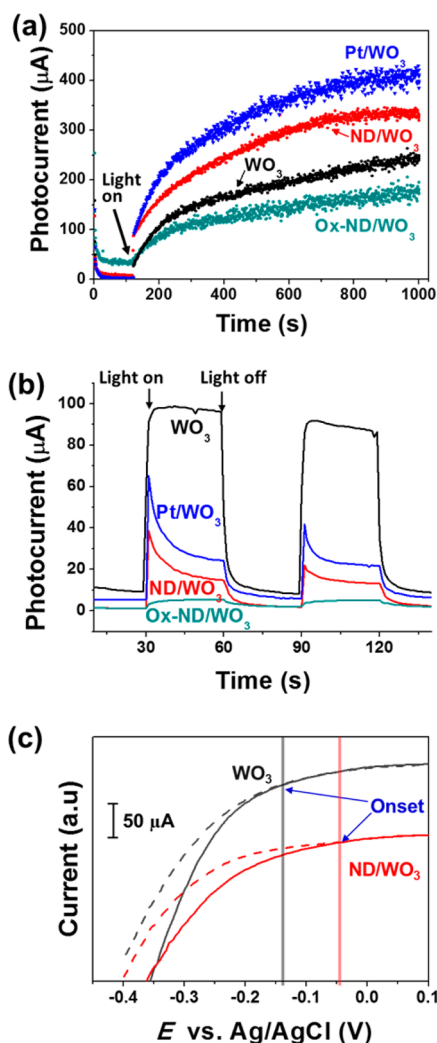 (a)
500
400
300
200
100
0
Photocurrent (μA)
Pt/WO3
ND/WO3
WO3
Light on
Ox-ND/WO3
0 200 400 600 800 1000
Time (s)
(b)
Light on Light off
100
80
60
40
20
0
Photocurrent (μA)
WO3
Pt/WO3
ND/WO3
Ox-ND/WO3
30 60 90 120
Time (s)
(c)
WO3
50 μA
Onset
ND/WO3
Current (a.u)
-0.4 -0.3 -0.2 -0.1 0.0 0.1
E vs. Ag/AgCl (V)